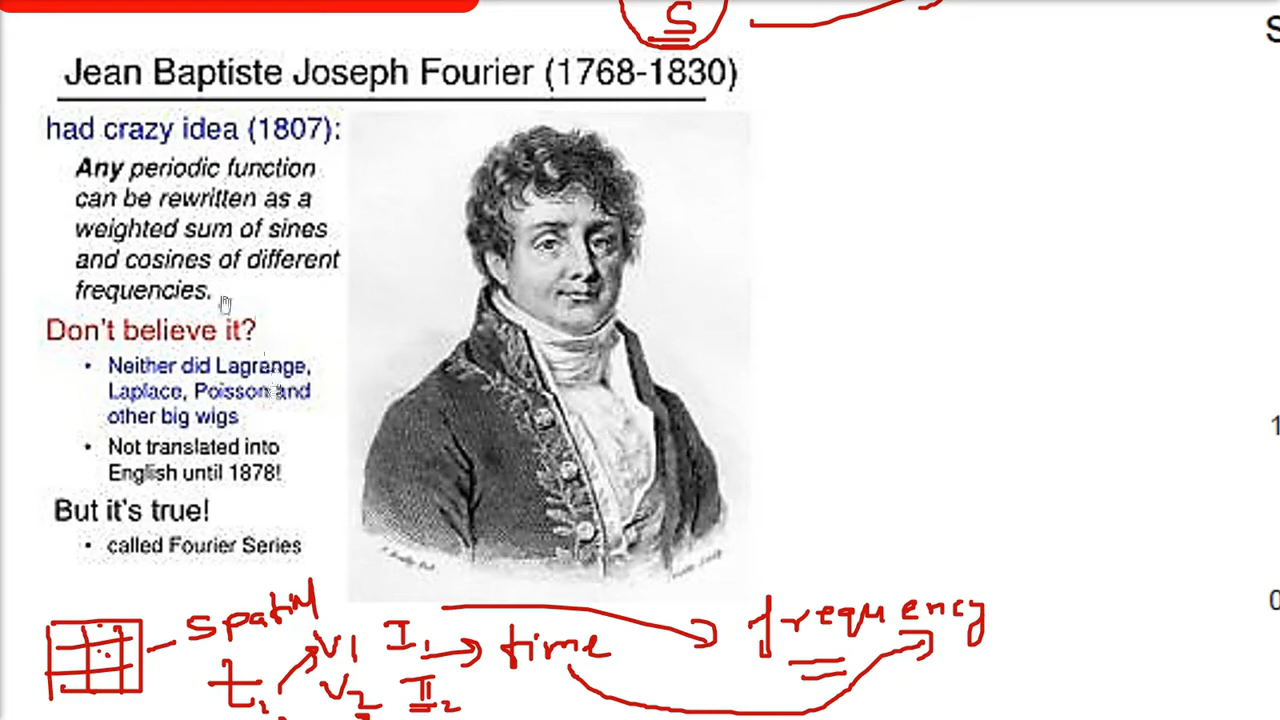 S
S
Jean Baptiste Joseph Fourier (1768-1830)
had crazy idea (1807):
Any periodic function
can be rewritten as a
weighted sum of sines
and cosines of different
frequencies.
Don't believe it?
• Neither did Lagrange,
Laplace, Poisson and
other big wigs
• Not translated into
English until 1878!
But it's true!
• called Fourier Series
1
0
spatial
V1 I1 time frequency
t1 V2 I2